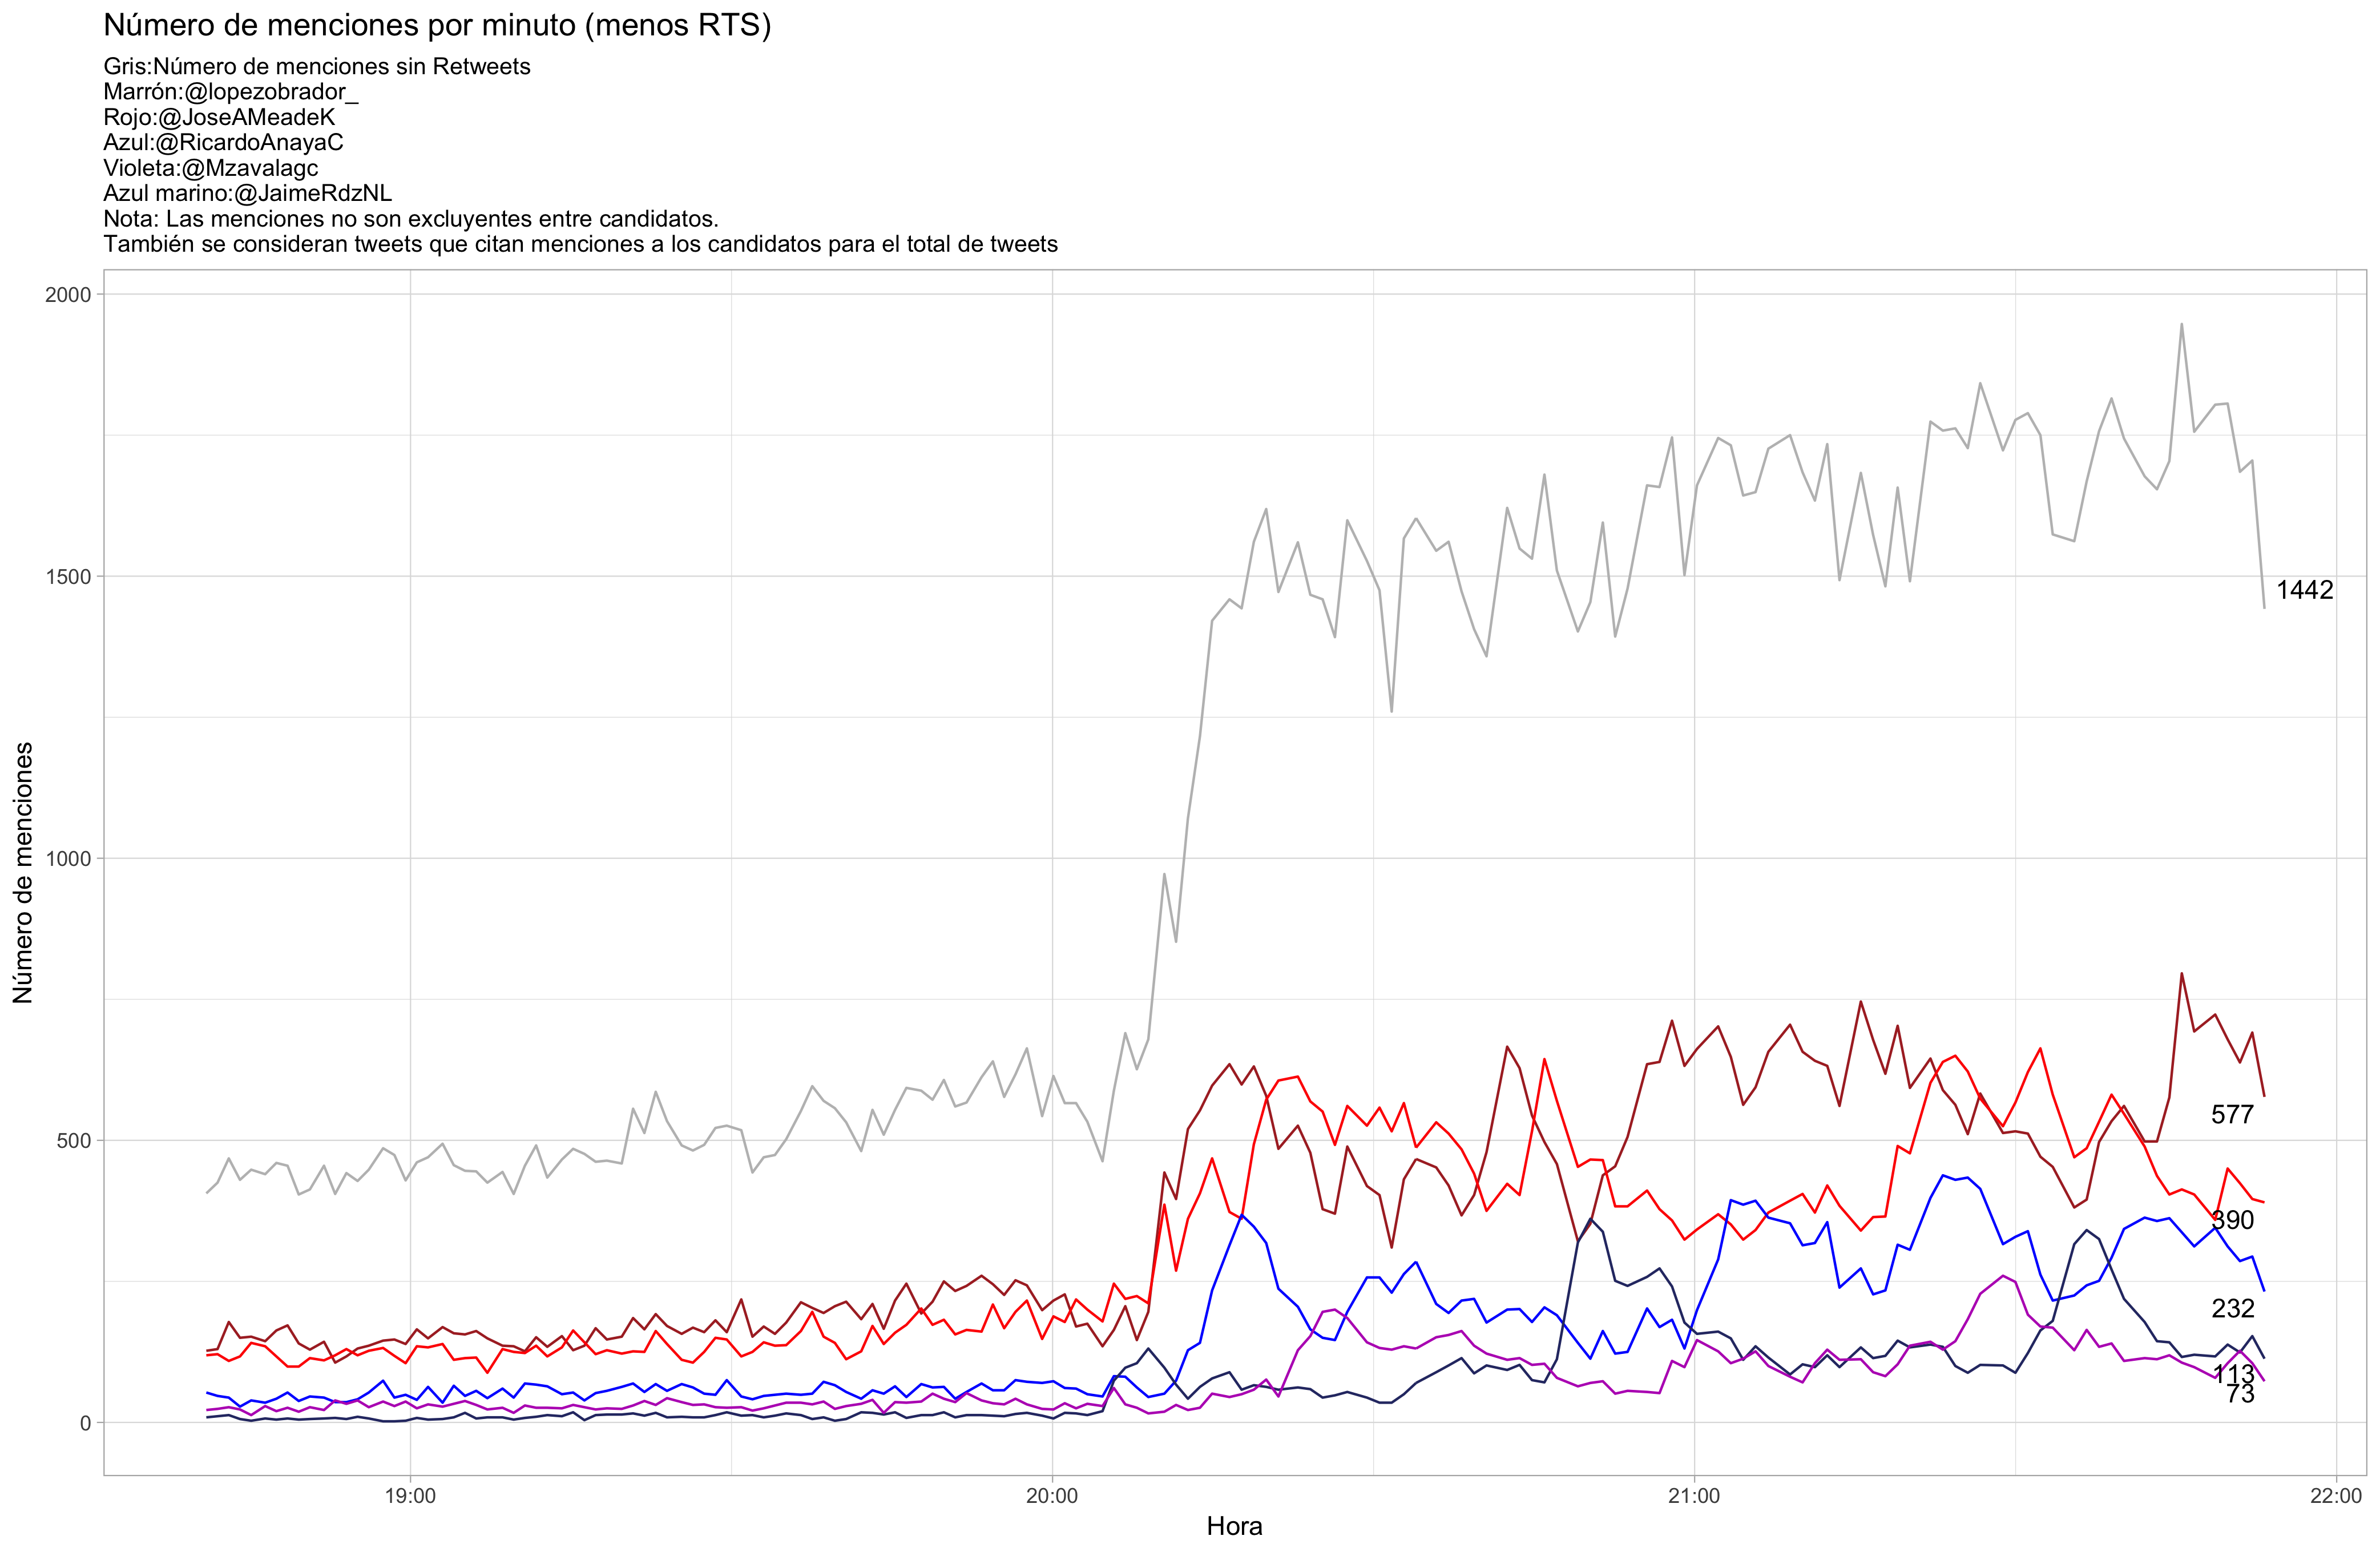 Número de menciones por minuto (menos RTS)
Gris:Número de menciones sin Retweets
Marrón:@lopezobrador_
Rojo:@JoseAMeadeK
Azul:@RicardoAnayaC
Violeta:@Mzavalagc
Azul marino:@JaimeRdzNL
Nota: Las menciones no son excluyentes entre candidatos.
También se consideran tweets que citan menciones a los candidatos para el total de tweets
2000
1500
1000
500
0
Número de menciones
1442
577
390
232
113
73
19:00
20:00
21:00
22:00
Hora